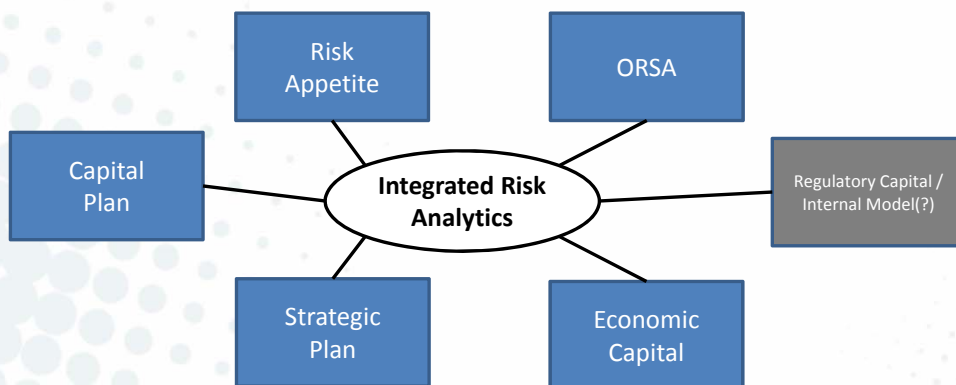 Risk
Appetite
ORSA
Capital
Plan
Integrated Risk
Analytics
Regulatory Capital /
Internal Model(?)
Strategic
Plan
Economic
Capital